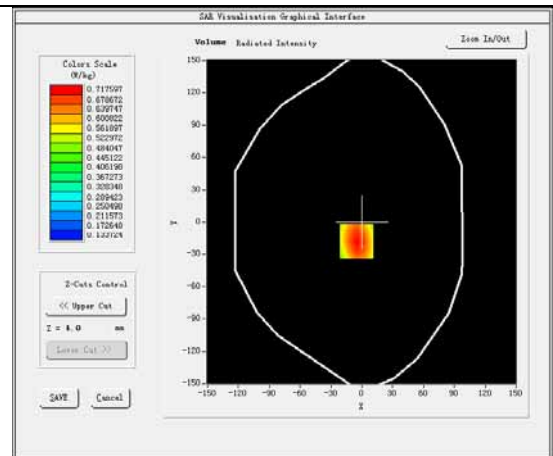 SAR Visualisation Graphical Interface
Volume Radiated Intensity
Zoom In/Out
Colors Scale
(W/kg)
0.717597
0.678672
0.639747
0.600822
0.561897
0.522972
0.484047
0.445122
0.406198
0.367273
0.328348
0.289423
0.250498
0.211573
0.172648
0.133724
150
120
90
60
30
0
-30
-60
-90
-120
-150
Y
-150 -120 -90 -60 -30 0 30 60 90 120 150
X
Z-Cuts Control
<< Upper Cut
Z = 4.0 mm
Lower Cut >>
SAVE Cancel